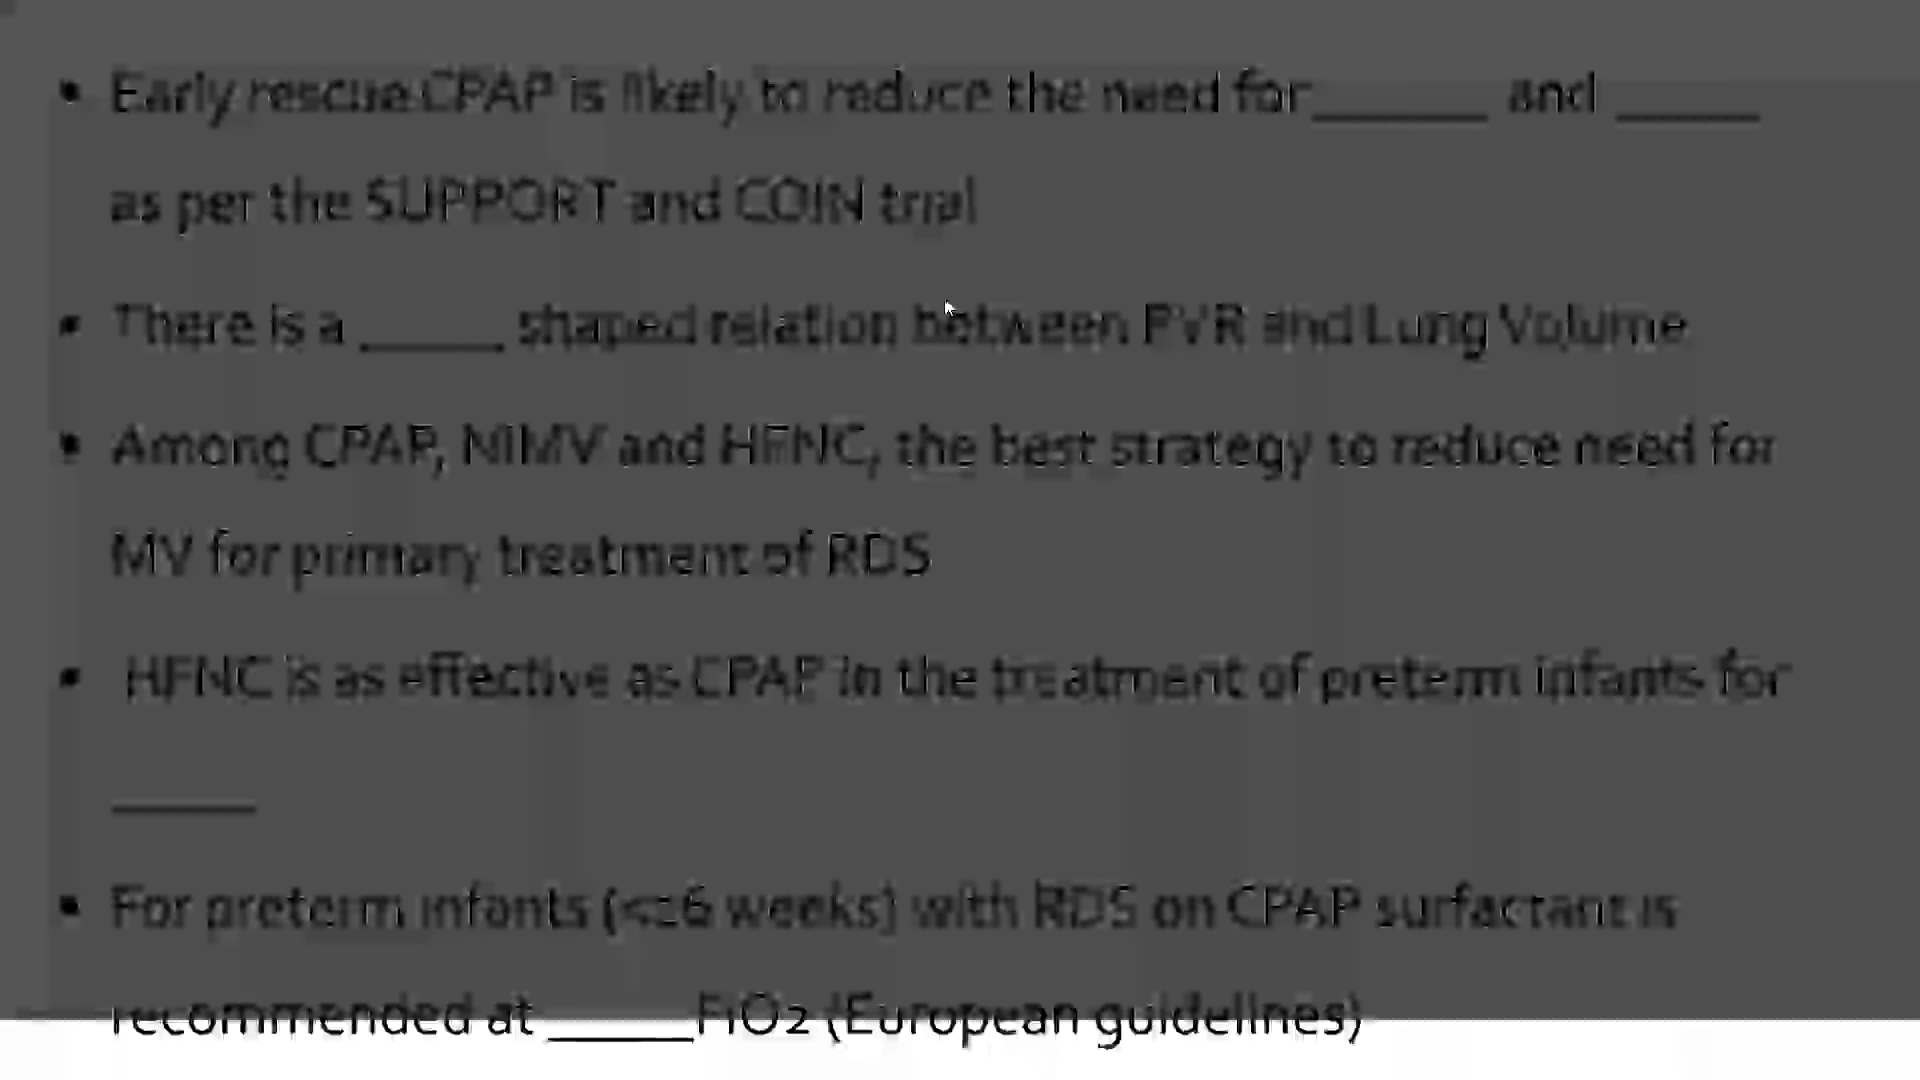 • Early rescue CPAP is likely to reduce the need for_______ and ______
as per the SUPPORT and COIN trial
• There is a ______ shaped relation between PVR and Lung Volume
• Among CPAP, NIMV and HFNC, the best strategy to reduce need for
MV for primary treatment of RDS
• HFNC is as effective as CPAP in the treatment of preterm infants for
______
• For preterm infants (<26 weeks) with RDS on CPAP surfactant is
recommended at ______FiO2 (European guidelines)